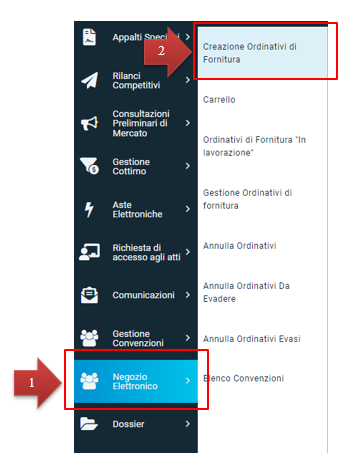 Appalti Speci
Rilanci
Competitivi
Consultazioni
Preliminari di
Mercato
Gestione
Cottimo
Aste
Elettroniche
Richiesta di
accesso agli atti
Comunicazioni
Gestione
Convenzioni
1
Negozio
Elettronico
Dossier
2
Creazione Ordinativi di
Fornitura
Carrello
Ordinativi di Fornitura "In
lavorazione"
Gestione Ordinativi di
fornitura
Annulla Ordinativi
Annulla Ordinativi Da
Evadere
Annulla Ordinativi Evasi
Elenco Convenzioni